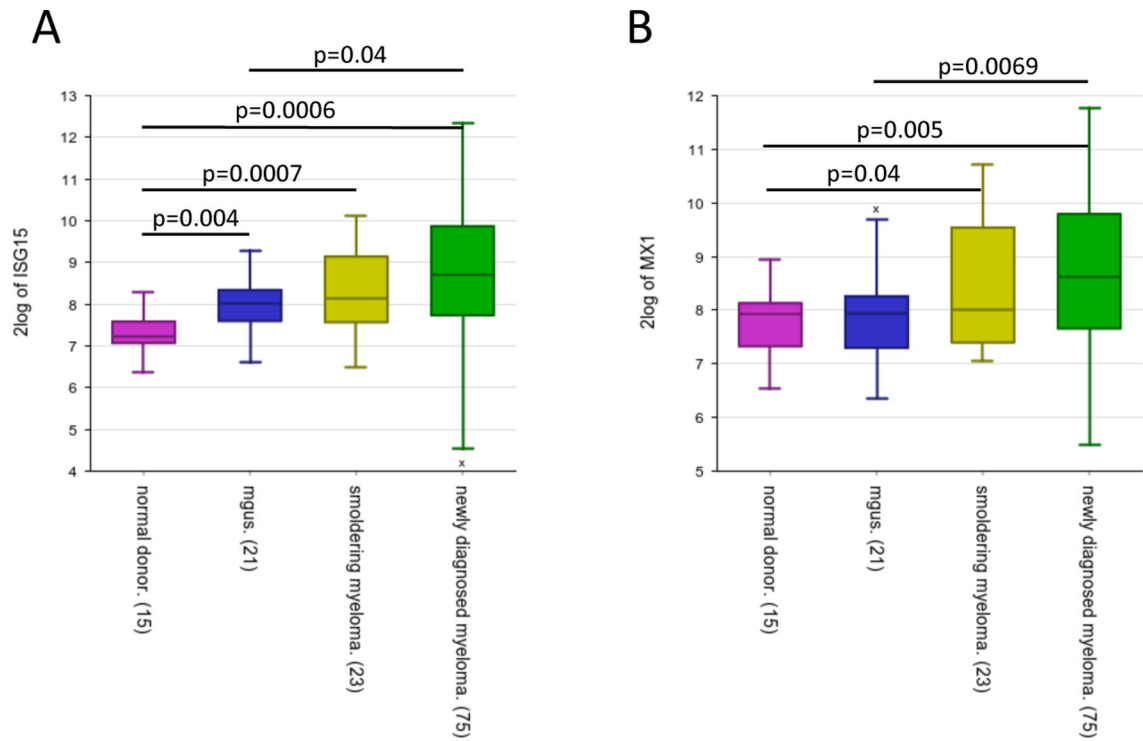 A
p=0.04
p=0.0006
p=0.0007
p=0.004
2log of ISG15
13
12
11
10
9
8
7
6
5
4
x
normal donor. (15)
mgus. (21)
smoldering myeloma. (23)
newly diagnosed myeloma. (75)
B
p=0.0069
p=0.005
p=0.04
2log of MX1
12
11
10
9
8
7
6
5
x
normal donor. (15)
mgus. (21)
smoldering myeloma. (23)
newly diagnosed myeloma. (75)